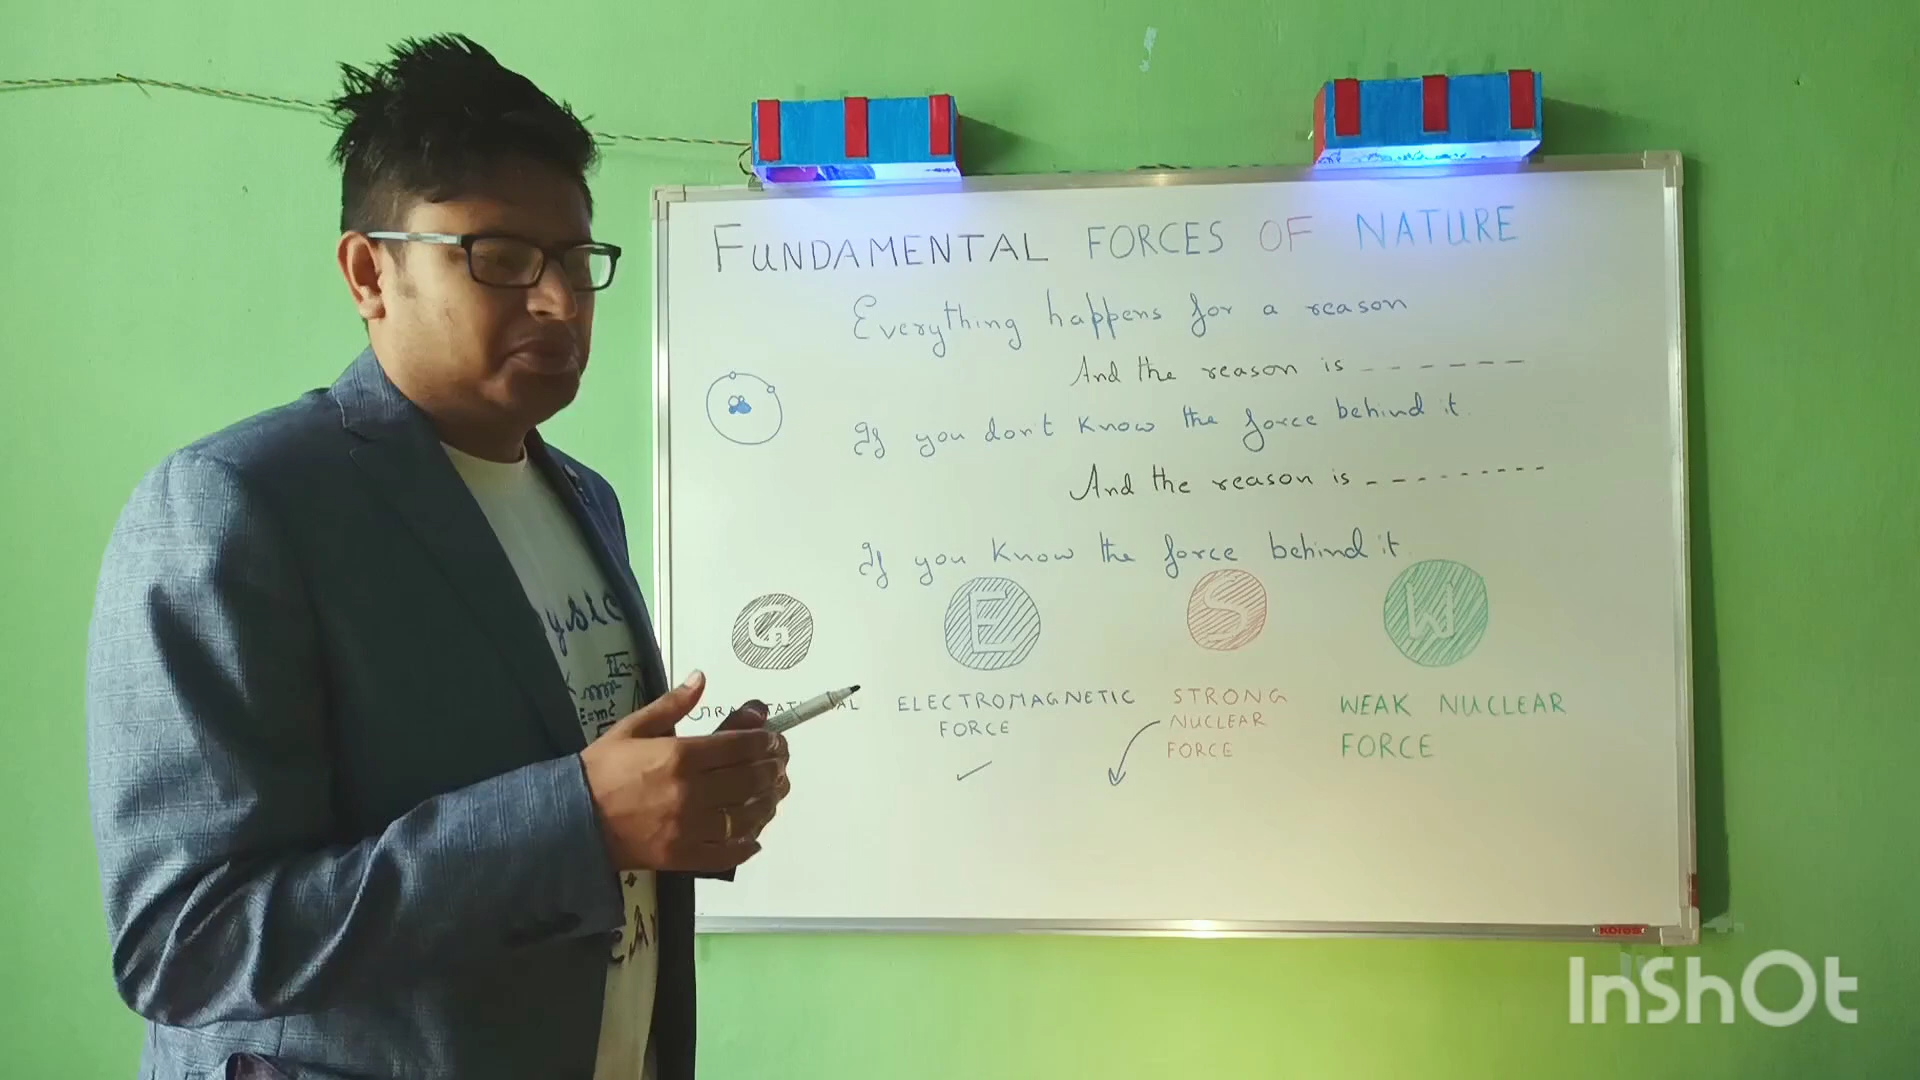 FUNDAMENTAL FORCES OF NATURE
Everything happens for a reason
And the reason is ------
If you don't know the force behind it.
And the reason is ---------
If you know the force behind it.
G E S W
ELECTROMAGNETIC FORCE
STRONG NUCLEAR FORCE
WEAK NUCLEAR FORCE
E=mc²
kores
InShOt